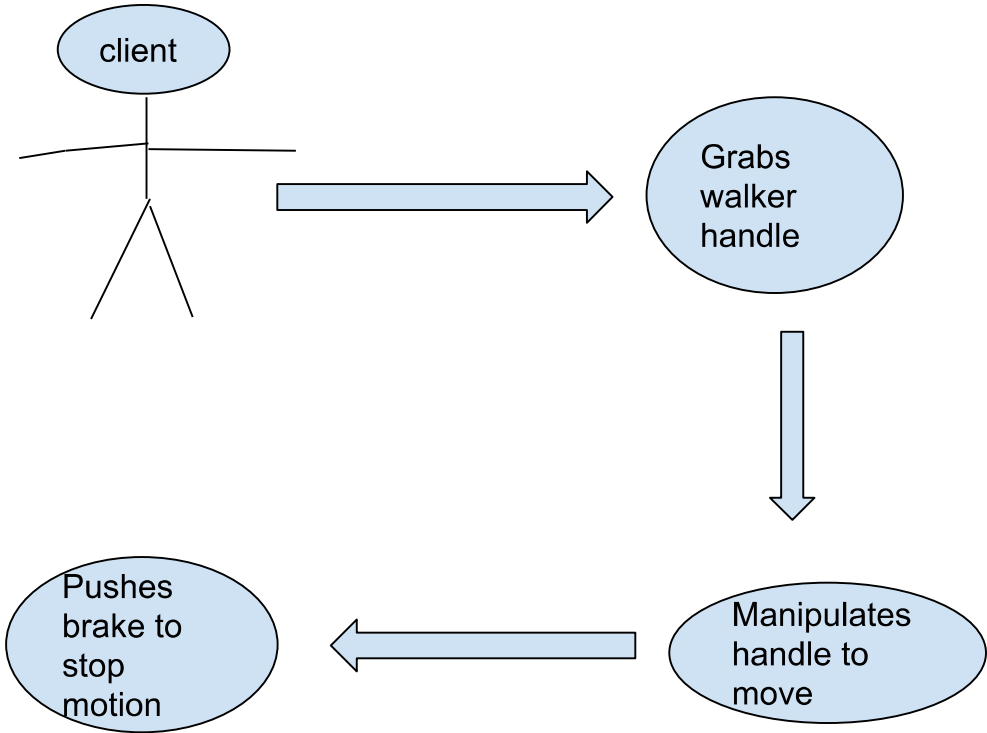 client
Grabs
walker
handle
Manipulates
handle to
move
Pushes
brake to
stop
motion